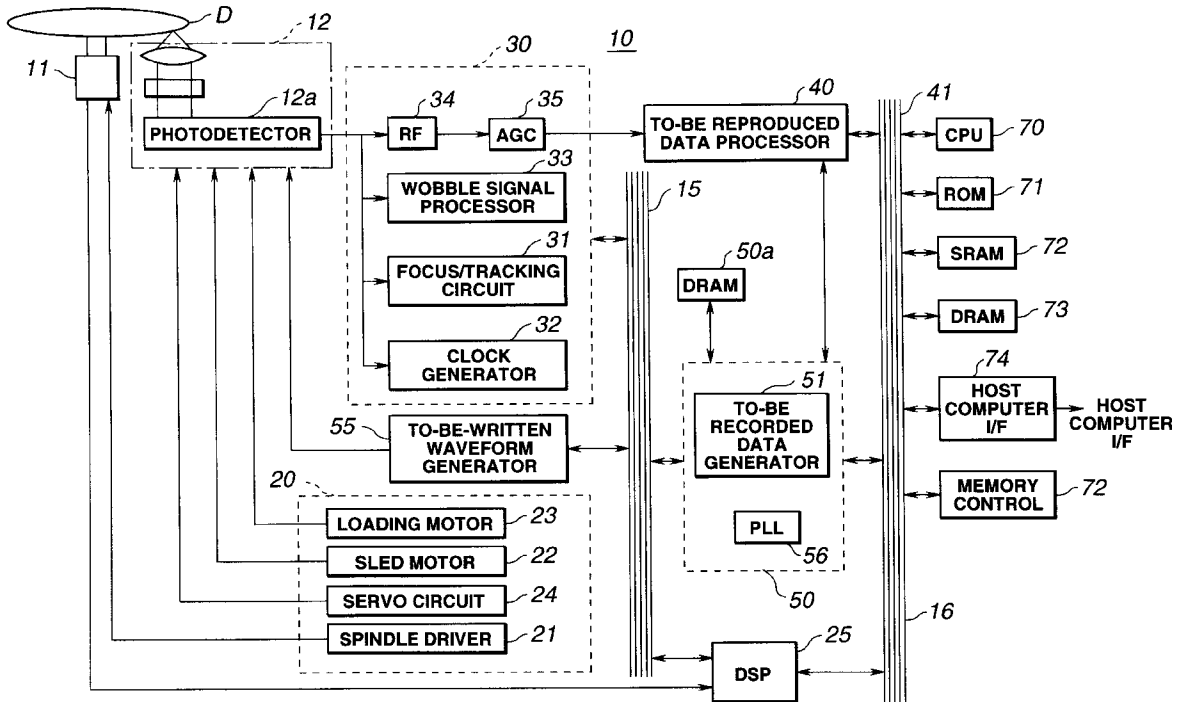 D
12
10
11
30
12a
PHOTODETECTOR
34
RF
35
AGC
40
TO-BE REPRODUCED
DATA PROCESSOR
41
CPU
70
33
WOBBLE SIGNAL
PROCESSOR
15
ROM
71
31
FOCUS/TRACKING
CIRCUIT
50a
DRAM
SRAM
72
DRAM
73
32
CLOCK
GENERATOR
51
TO-BE
RECORDED
DATA
GENERATOR
74
HOST
COMPUTER
I/F
HOST
COMPUTER
I/F
55
TO-BE-WRITTEN
WAVEFORM
GENERATOR
MEMORY
CONTROL
72
20
LOADING MOTOR
23
SLED MOTOR
22
SERVO CIRCUIT
24
SPINDLE DRIVER
21
PLL
56
50
16
25
DSP